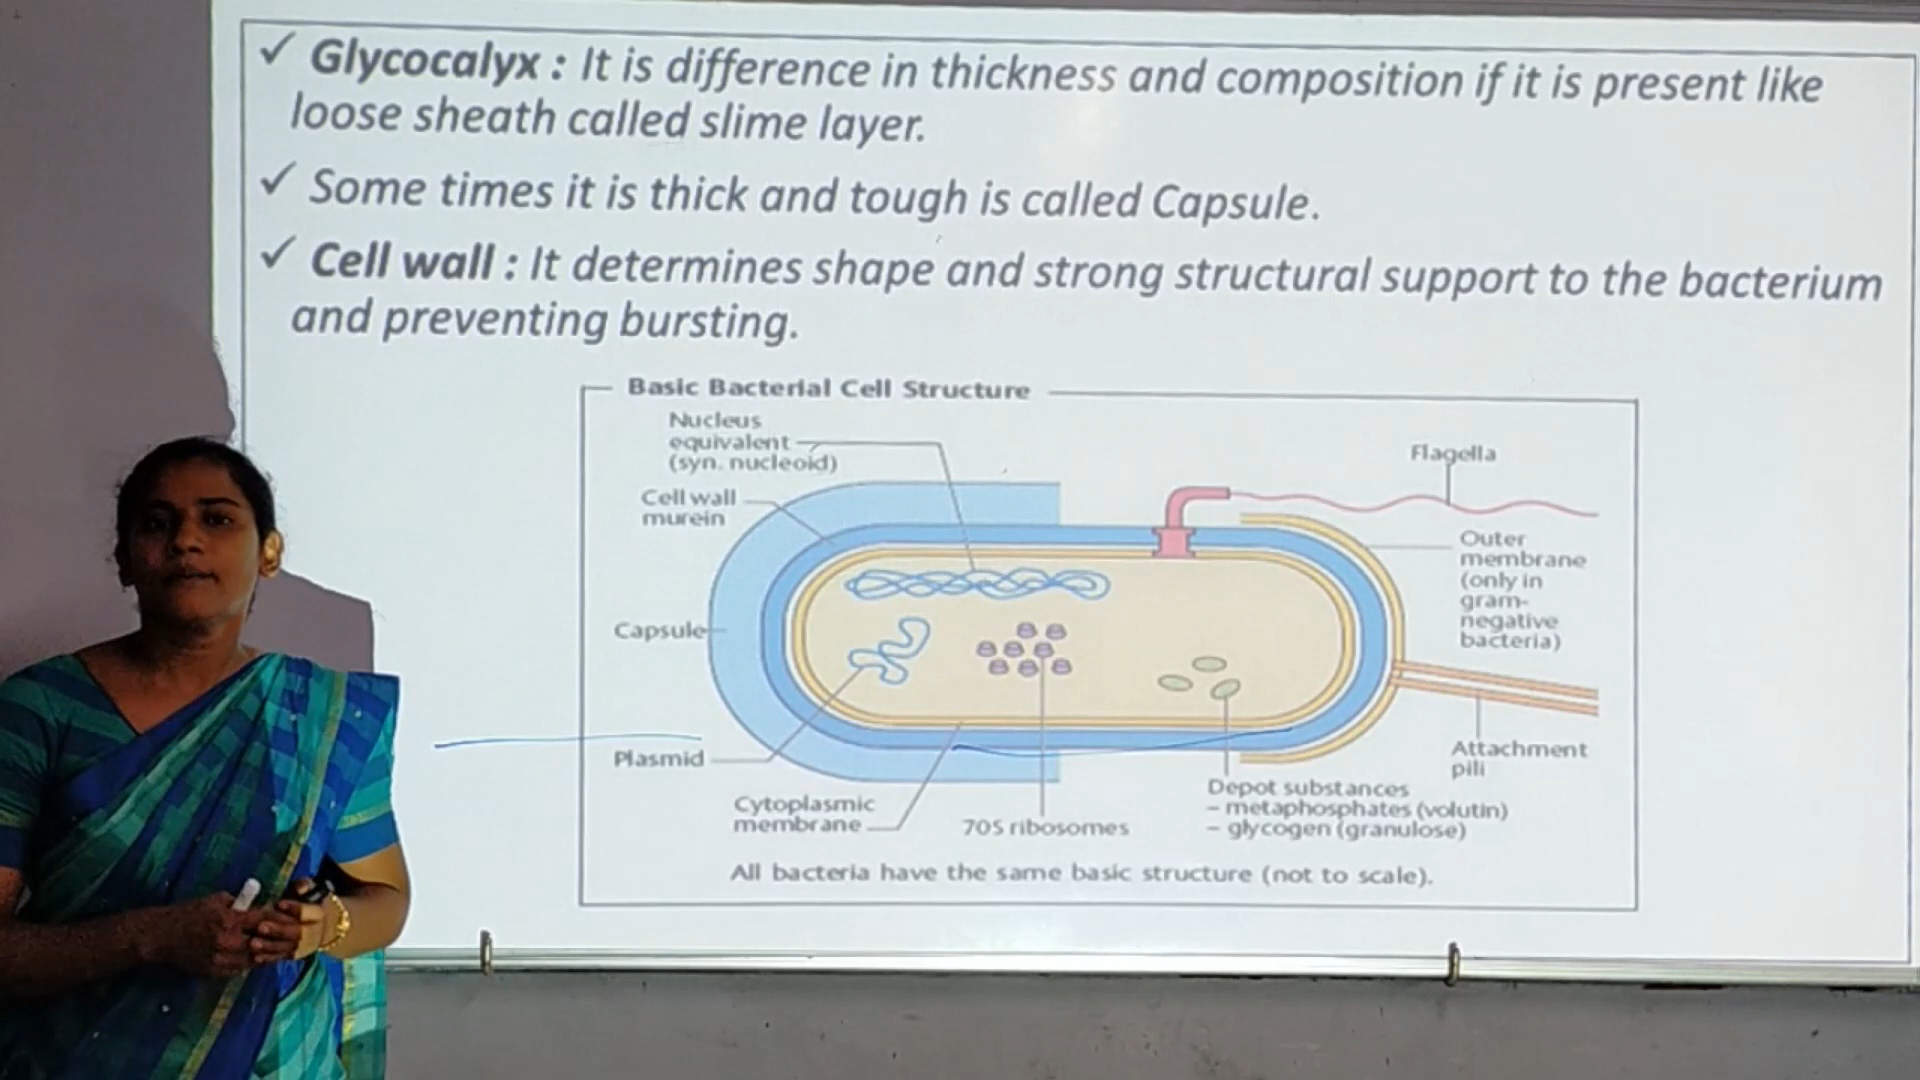 ✓ Glycocalyx : It is difference in thickness and composition if it is present like
loose sheath called slime layer.
✓ Some times it is thick and tough is called Capsule.
✓ Cell wall : It determines shape and strong structural support to the bacterium
and preventing bursting.
Basic Bacterial Cell Structure
Nucleus
equivalent
(syn. nucleoid)
Flagella
Cell wall
murein
Outer
membrane
(only in
gram-
negative
bacteria)
Capsule
Plasmid
Attachment
pili
Cytoplasmic
membrane
70S ribosomes
Depot substances
– metaphosphates (volutin)
– glycogen (granulose)
All bacteria have the same basic structure (not to scale).